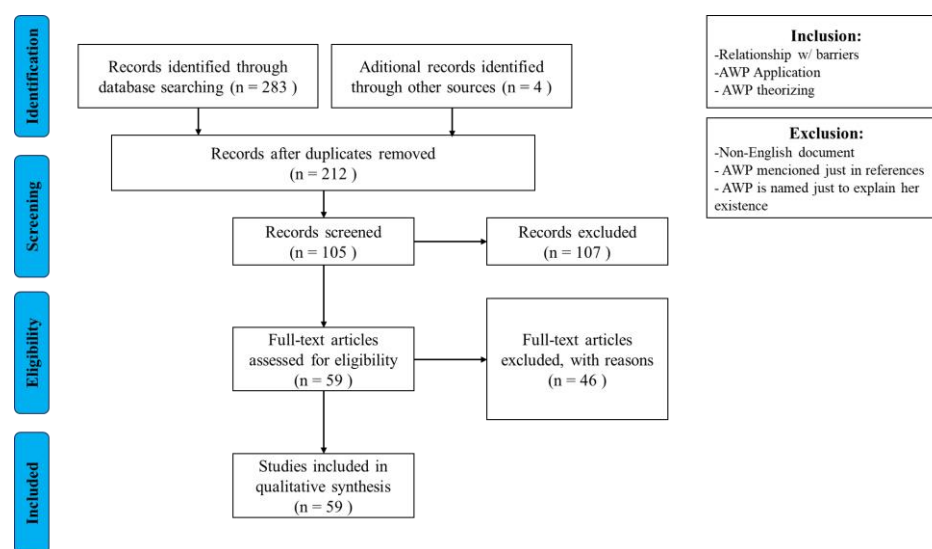 Identification
Records identified through
database searching (n = 283 )
Aditional records identified
through other sources (n = 4 )
Records after duplicates removed
(n = 212 )
Screening
Records screened
(n = 105 )
Records excluded
(n = 107 )
Eligibility
Full-text articles
assessed for eligibility
(n = 59 )
Full-text articles
excluded, with reasons
(n = 46 )
Included
Studies included in
qualitative synthesis
(n = 59 )
Inclusion:
-Relationship w/ barriers
-AWP Application
- AWP theorizing
Exclusion:
-Non-English document
- AWP mentioned just in references
- AWP is named just to explain her
existence